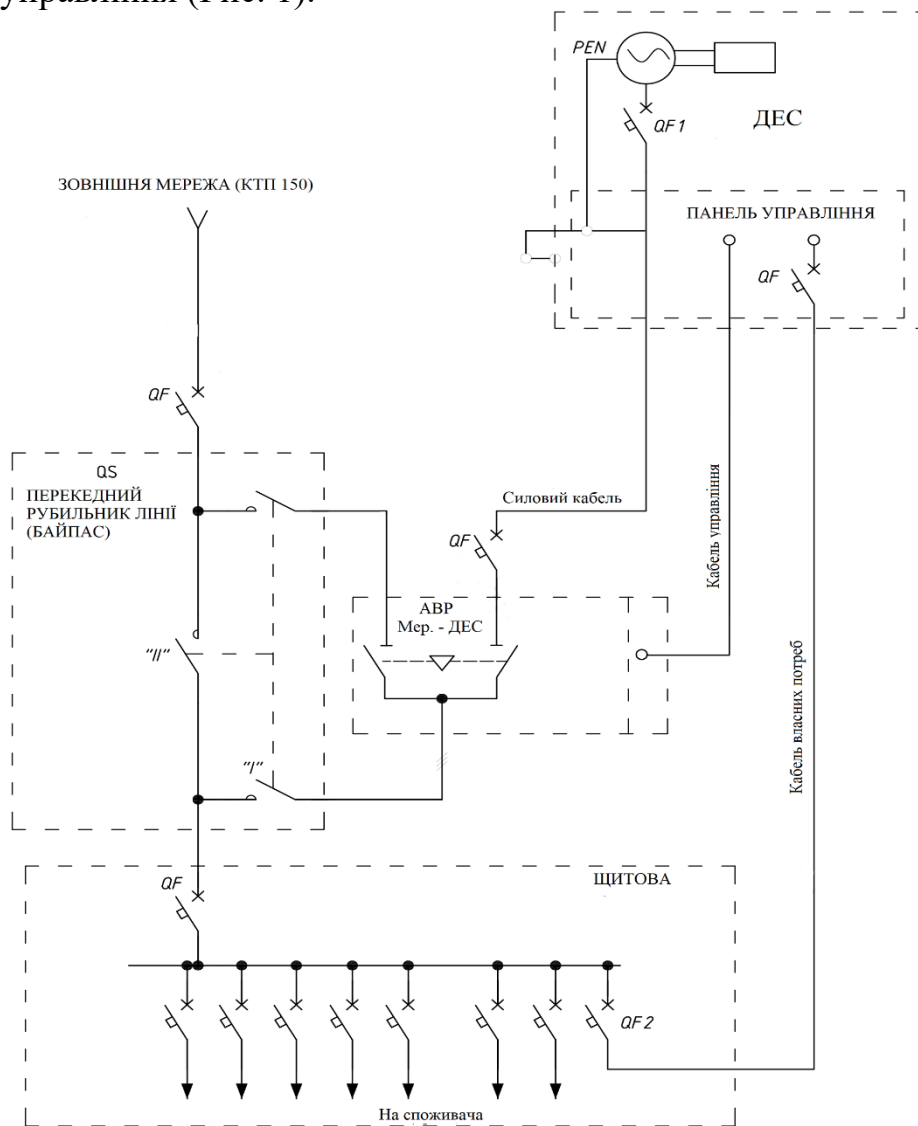 управління (Рис. 1).
PEN
QF1
ДЕС
ЗОВНІШНЯ МЕРЕЖА (КТП 150)
ПАНЕЛЬ УПРАВЛІННЯ
QF
QF
QS
ПЕРЕКЕДНИЙ
РУБИЛЬНИК ЛІНІЇ
(БАЙПАС)
Силовий кабель
QF
Кабель управління
АВР
Мер. - ДЕС
"II"
Кабель власних потреб
"I"
QF
ЩИТОВА
QF2
На споживача